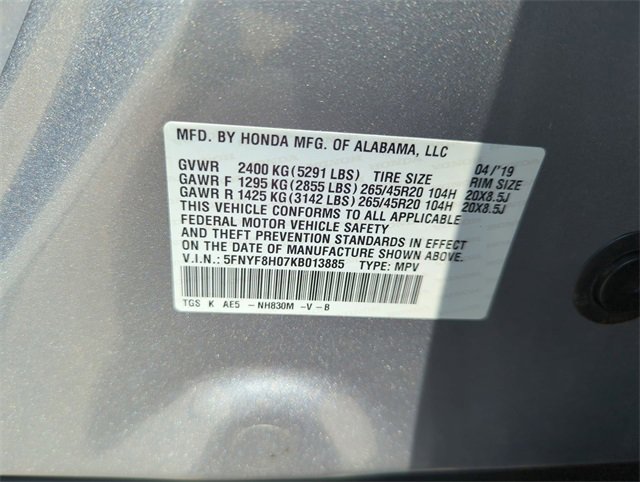 MFD. BY HONDA MFG. OF ALABAMA, LLC
GVWR 2400 KG(5291 LBS) TIRE SIZE 04/'19 RIM SIZE
GAWR F 1295 KG(2855 LBS) 265/45R20 104H 20X8.5J
GAWR R 1425 KG(3142 LBS) 265/45R20 104H 20X8.5J
THIS VEHICLE CONFORMS TO ALL APPLICABLE
FEDERAL MOTOR VEHICLE SAFETY
AND THEFT PREVENTION STANDARDS IN EFFECT
ON THE DATE OF MANUFACTURE SHOWN ABOVE.
V.I.N.: 5FNYF8H07KB013885 TYPE: MPV
TGS K AE5 -NH830M -V-B